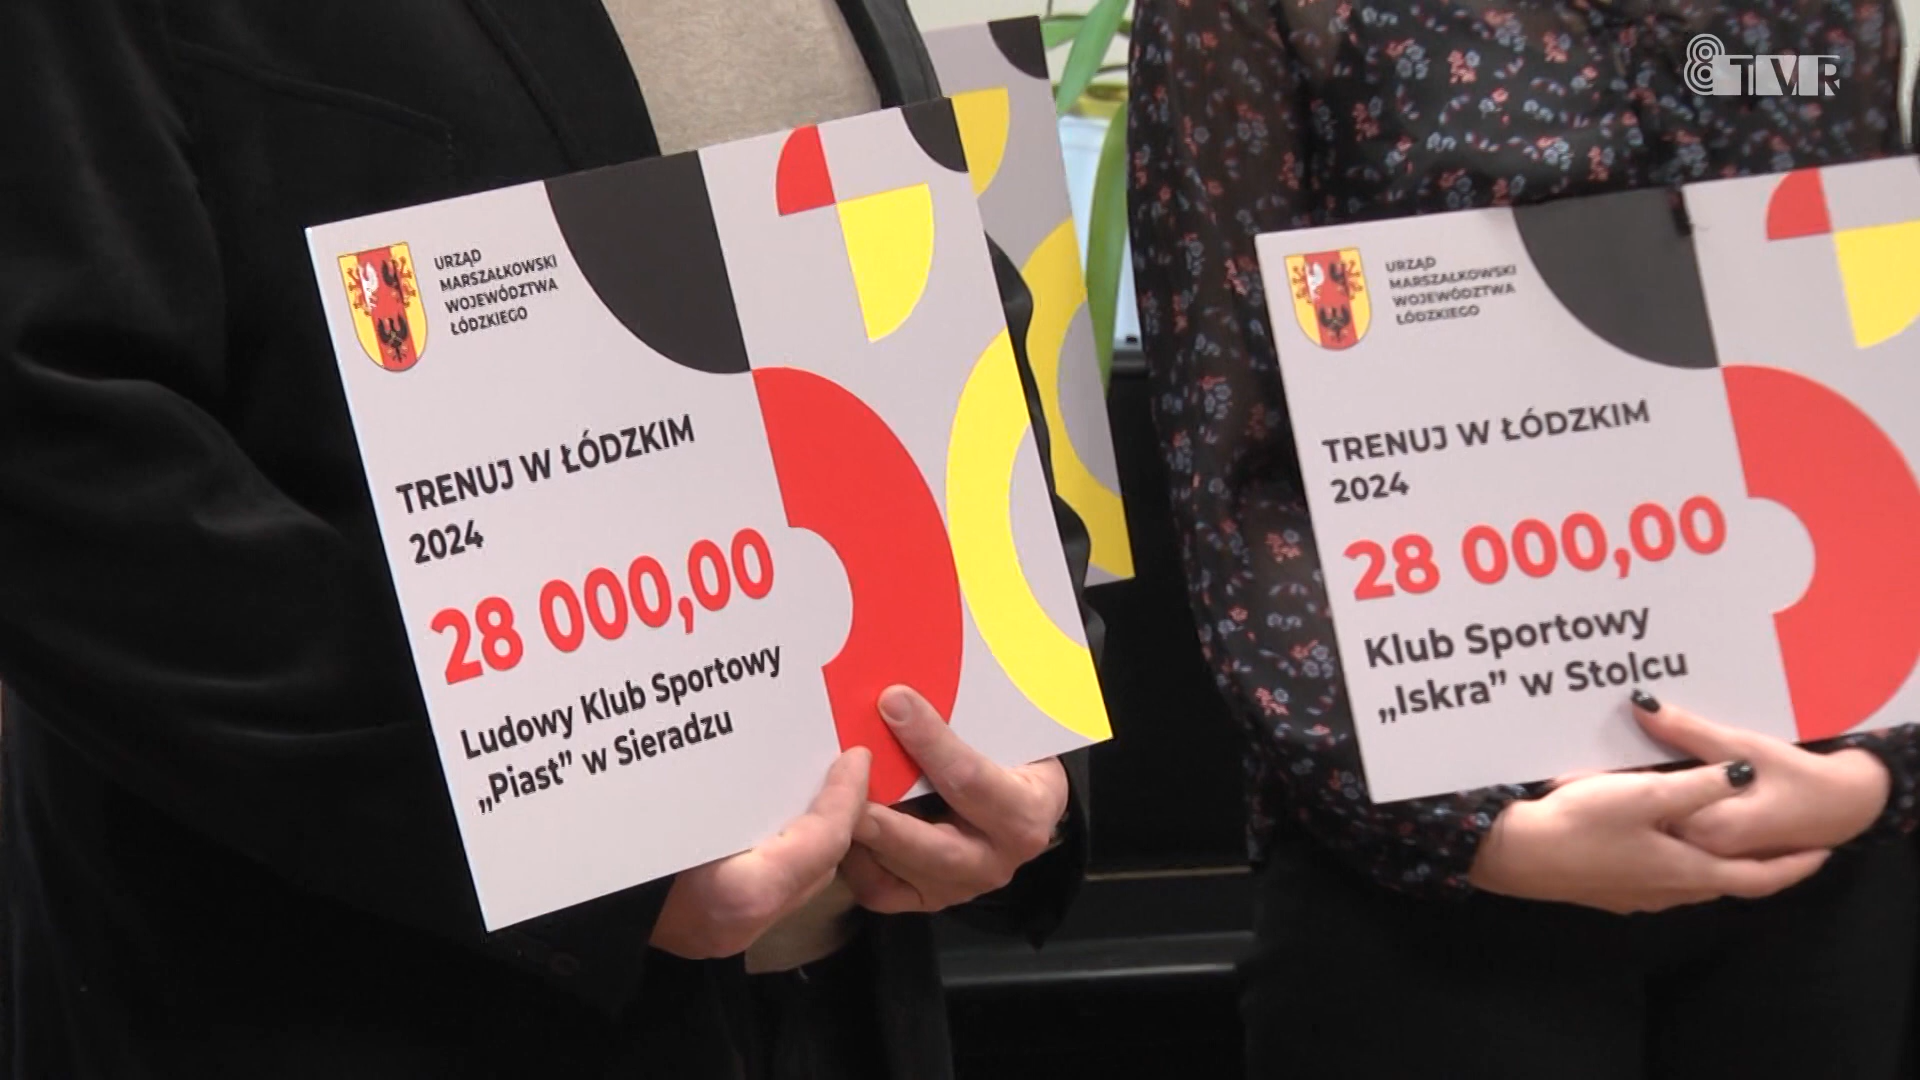 8TVR
URZĄD
MARSZAŁKOWSKI
WOJEWÓDZTWA
ŁÓDZKIEGO
TRENUJ W ŁÓDZKIM
2024
28 000,00
Ludowy Klub Sportowy
„Piast” w Sieradzu
URZĄD
MARSZAŁKOWSKI
WOJEWÓDZTWA
ŁÓDZKIEGO
TRENUJ W ŁÓDZKIM
2024
28 000,00
Klub Sportowy
„Iskra” w Stolcu